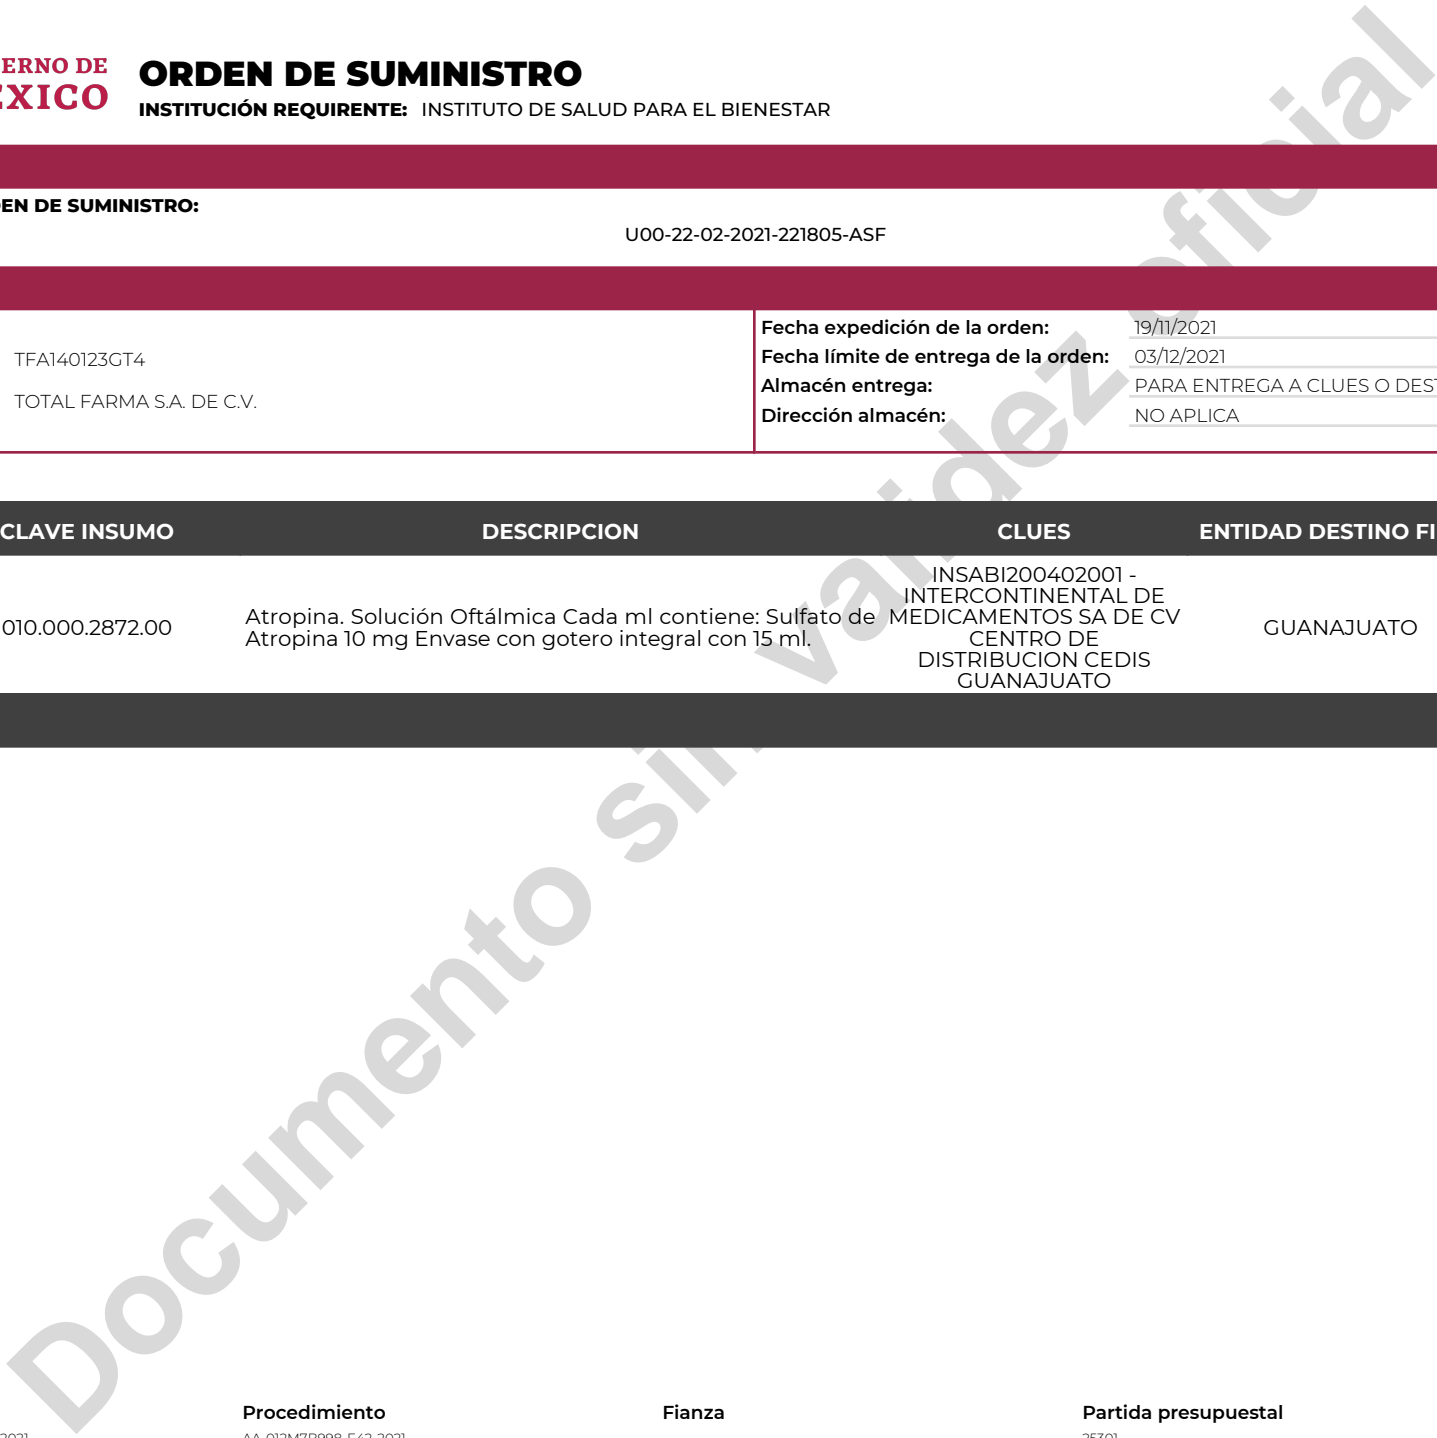 ERNO DE
EXICO
ORDEN DE SUMINISTRO
INSTITUCIÓN REQUIRENTE: INSTITUTO DE SALUD PARA EL BIENESTAR
EN DE SUMINISTRO:
U00-22-02-2021-221805-ASF
TFA140123GT4
TOTAL FARMA S.A. DE C.V.
Fecha expedición de la orden: 19/11/2021
Fecha límite de entrega de la orden: 03/12/2021
Almacén entrega: PARA ENTREGA A CLUES O DEST
Dirección almacén: NO APLICA
CLAVE INSUMO DESCRIPCION CLUES ENTIDAD DESTINO FI
010.000.2872.00
Atropina. Solución Oftálmica Cada ml contiene: Sulfato de
Atropina 10 mg Envase con gotero integral con 15 ml.
INSABI200402001 -
INTERCONTINENTAL DE
MEDICAMENTOS SA DE CV
CENTRO DE
DISTRIBUCION CEDIS
GUANAJUATO
GUANAJUATO
Documento sin validez oficial
Procedimiento Fianza Partida presupuestal